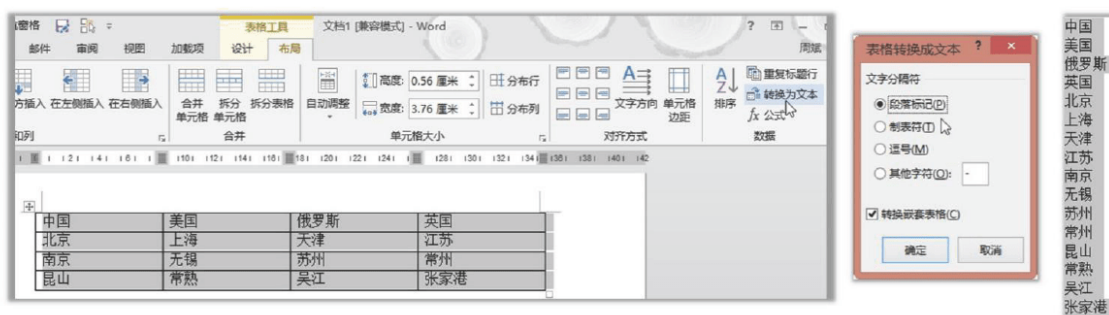 窗格
表格工具
文档1 [兼容模式] - Word
?
邮件 审阅 视图 加载项 设计 布局
周斌
方插入 在左侧插入 在右侧插入
合并单元格 拆分单元格 拆分表格
自动调整
高度: 0.56 厘米
宽度: 3.76 厘米
分布行
分布列
文字方向 单元格边距
排序
重复标题行
转换为文本
fx 公式
和列
合并
单元格大小
对齐方式
数据
中国 美国 俄罗斯 英国
北京 上海 天津 江苏
南京 无锡 苏州 常州
昆山 常熟 吴江 张家港
表格转换成文本 ? ×
文字分隔符
段落标记(P)
制表符(T)
逗号(M)
其他字符(O): -
转换嵌套表格(C)
确定 取消
中国
美国
俄罗斯
英国
北京
上海
天津
江苏
南京
无锡
苏州
常州
昆山
常熟
吴江
张家港